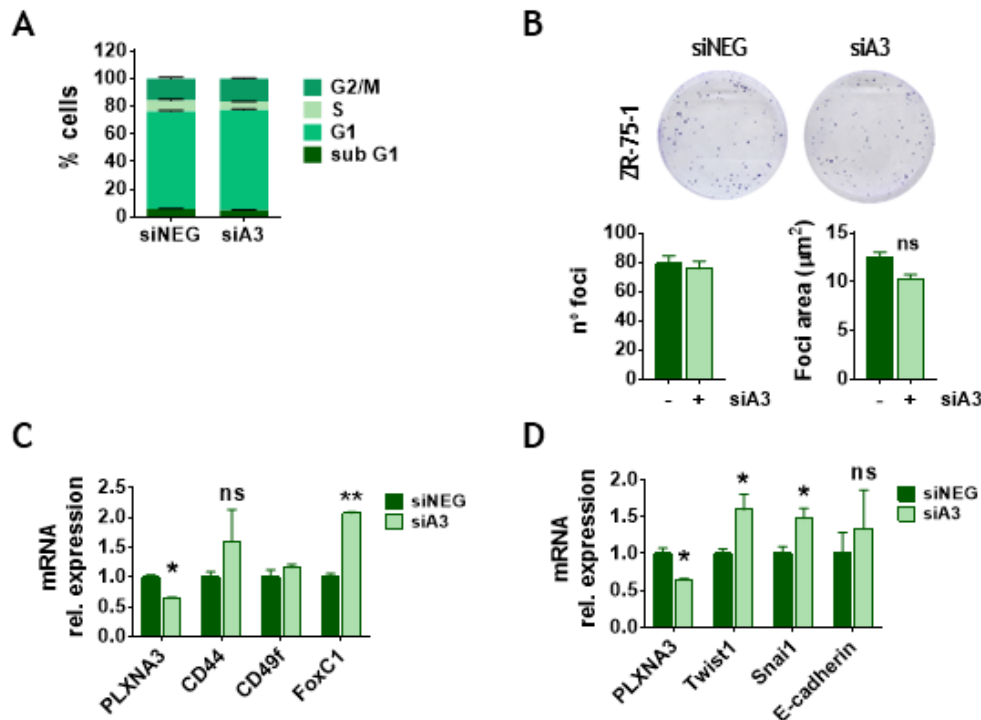 A
120
100
80
60
40
20
0
% cells
siNEG siA3
G2/M
S
G1
sub G1
B
siNEG siA3
ZR-75-1
80
60
40
20
0
n° foci
- + siA3
15
10
5
0
Foci area (µm²)
ns
- + siA3
C
2.5
2.0
1.5
1.0
0.5
0.0
mRNA
rel. expression
* ns **
siNEG
siA3
PLXNA3 CD44 CD49f FoxC1
D
2.0
1.5
1.0
0.5
0.0
mRNA
rel. expression
* * * ns
siNEG
siA3
PLXNA3 Twist1 Snai1 E-cadherin